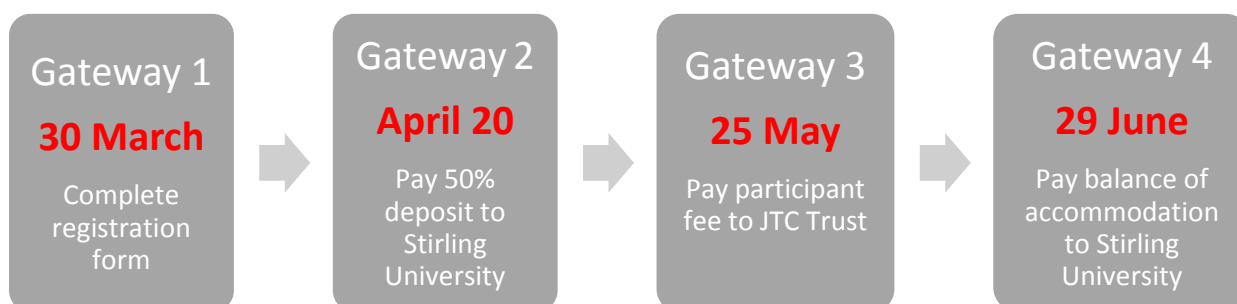 Gateway 1
30 March
Complete
registration
form
Gateway 2
April 20
Pay 50%
deposit to
Stirling
University
Gateway 3
25 May
Pay participant
fee to JTC Trust
Gateway 4
29 June
Pay balance of
accommodation
to Stirling
University